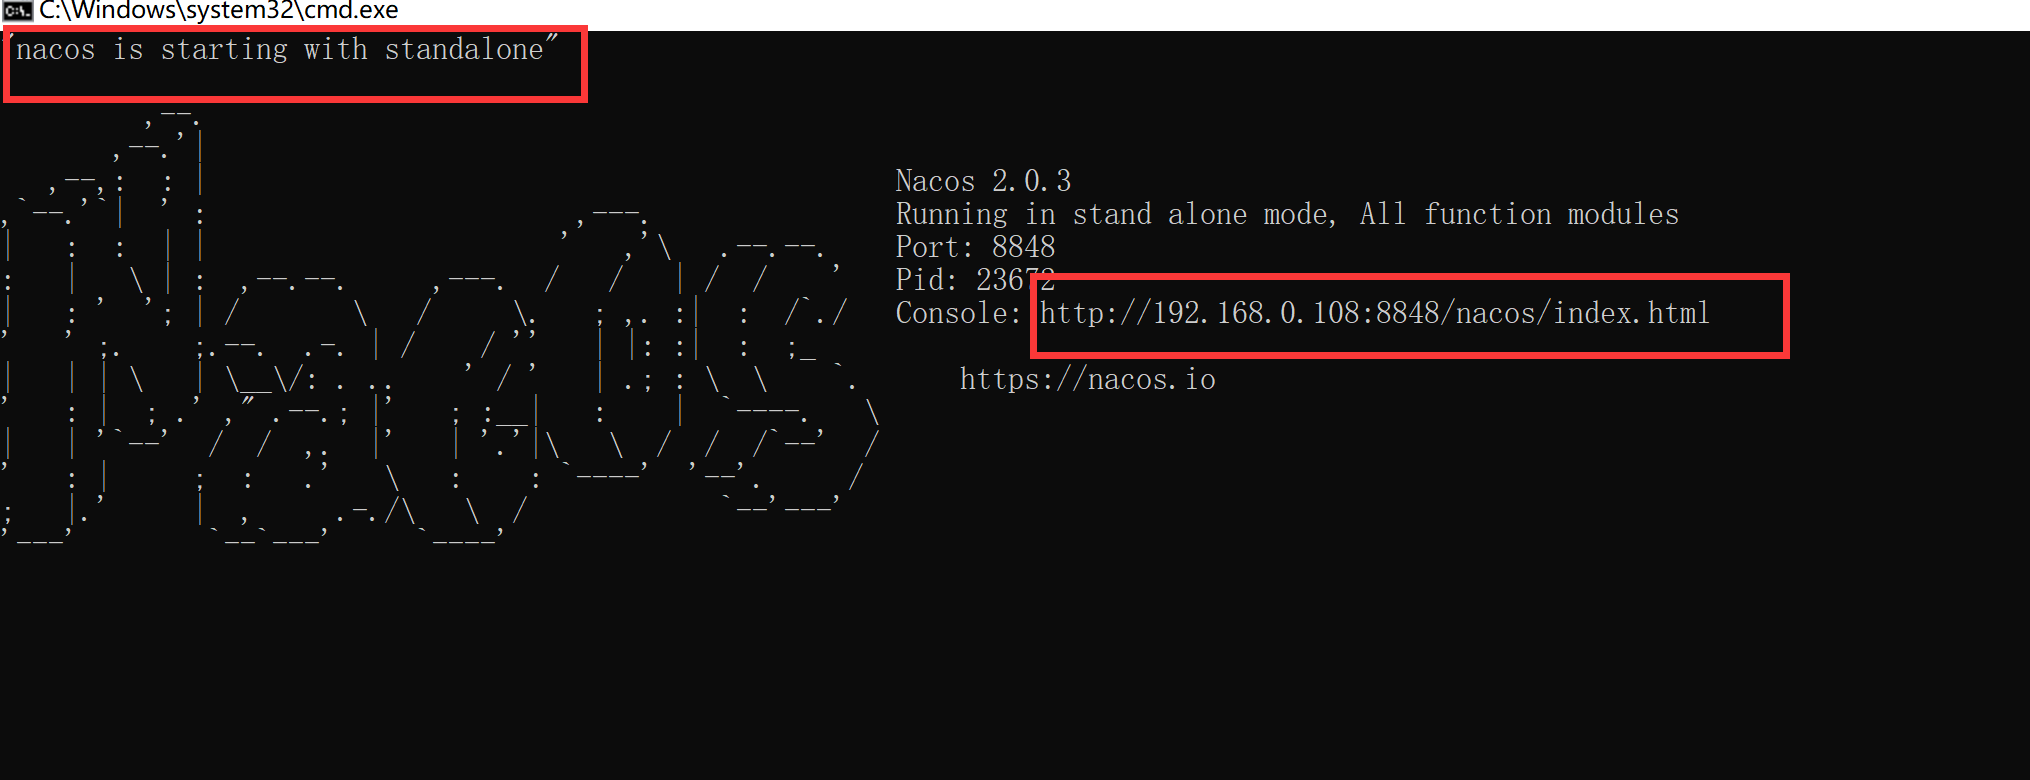 C:\Windows\system32\cmd.exe
"nacos is starting with standalone"
Nacos 2.0.3
Running in stand alone mode, All function modules
Port: 8848
Pid: 23672
Console: http://192.168.0.108:8848/nacos/index.html
https://nacos.io